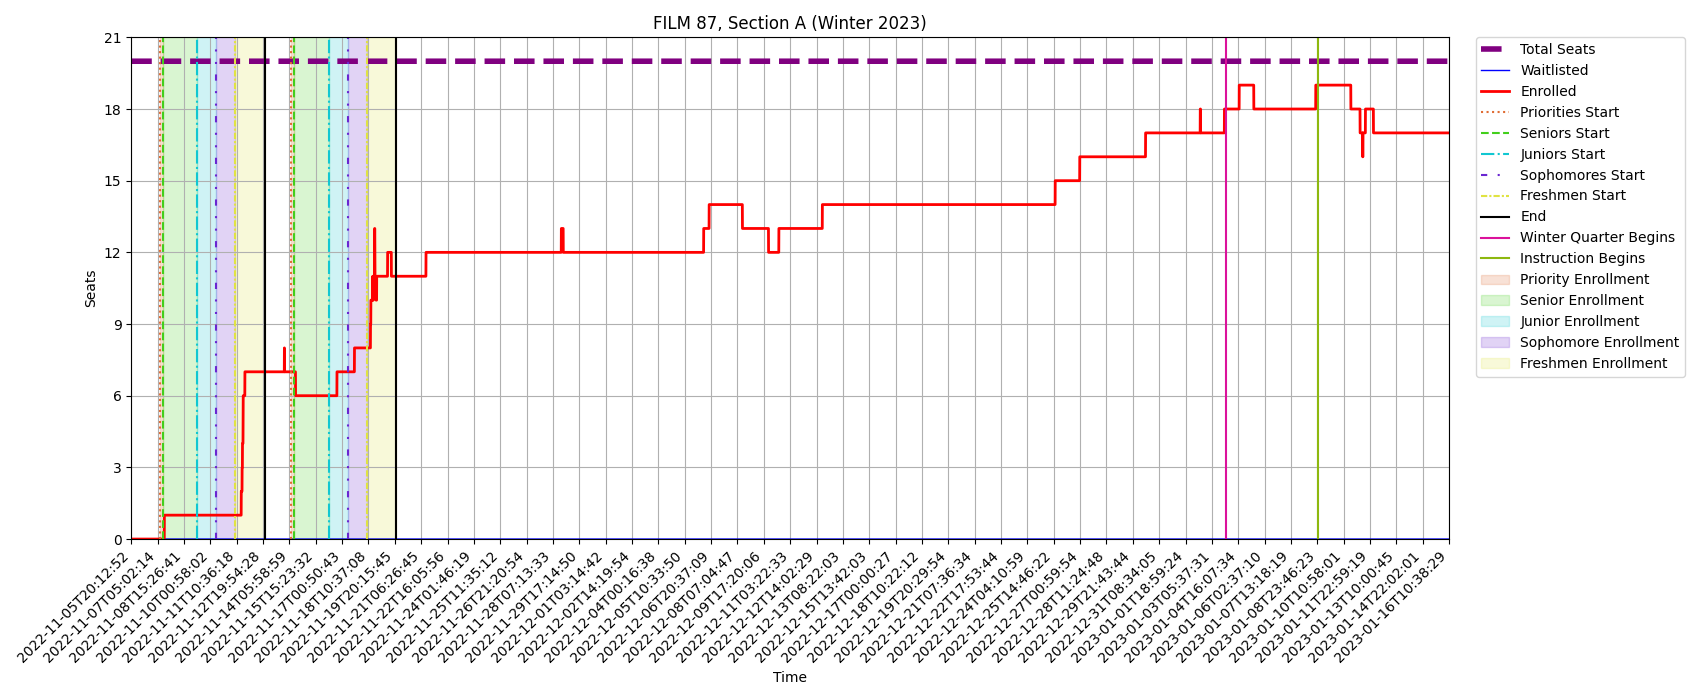 FILM 87, Section A (Winter 2023)
21
18
15
12
9
6
3
0
Seats
2022-11-05T20:12:52
2022-11-07T05:02:14
2022-11-08T15:26:41
2022-11-10T00:58:02
2022-11-11T10:36:18
2022-11-12T19:54:28
2022-11-14T05:58:59
2022-11-15T15:23:32
2022-11-17T00:50:43
2022-11-18T10:37:08
2022-11-19T20:15:45
2022-11-21T06:26:45
2022-11-22T16:05:56
2022-11-24T01:46:19
2022-11-25T11:35:12
2022-11-26T21:20:54
2022-11-28T07:13:33
2022-11-29T17:14:50
2022-12-01T03:14:42
2022-12-02T14:19:54
2022-12-04T00:16:38
2022-12-05T10:33:50
2022-12-06T20:37:09
2022-12-08T07:04:47
2022-12-09T17:20:06
2022-12-11T03:22:33
2022-12-12T14:02:29
2022-12-13T08:22:03
2022-12-15T13:42:03
2022-12-17T00:00:27
2022-12-18T10:22:12
2022-12-19T20:29:54
2022-12-21T07:36:34
2022-12-22T17:53:44
2022-12-24T04:10:59
2022-12-25T14:46:22
2022-12-27T00:59:54
2022-12-28T11:24:48
2022-12-29T21:43:44
2022-12-31T08:34:05
2023-01-01T18:59:24
2023-01-03T05:37:31
2023-01-04T16:07:34
2023-01-06T02:37:10
2023-01-07T13:18:19
2023-01-08T23:46:23
2023-01-10T10:58:01
2023-01-11T22:59:19
2023-01-13T10:00:45
2023-01-14T22:02:01
2023-01-16T10:38:29
Time
Total Seats
Waitlisted
Enrolled
Priorities Start
Seniors Start
Juniors Start
Sophomores Start
Freshmen Start
End
Winter Quarter Begins
Instruction Begins
Priority Enrollment
Senior Enrollment
Junior Enrollment
Sophomore Enrollment
Freshmen Enrollment